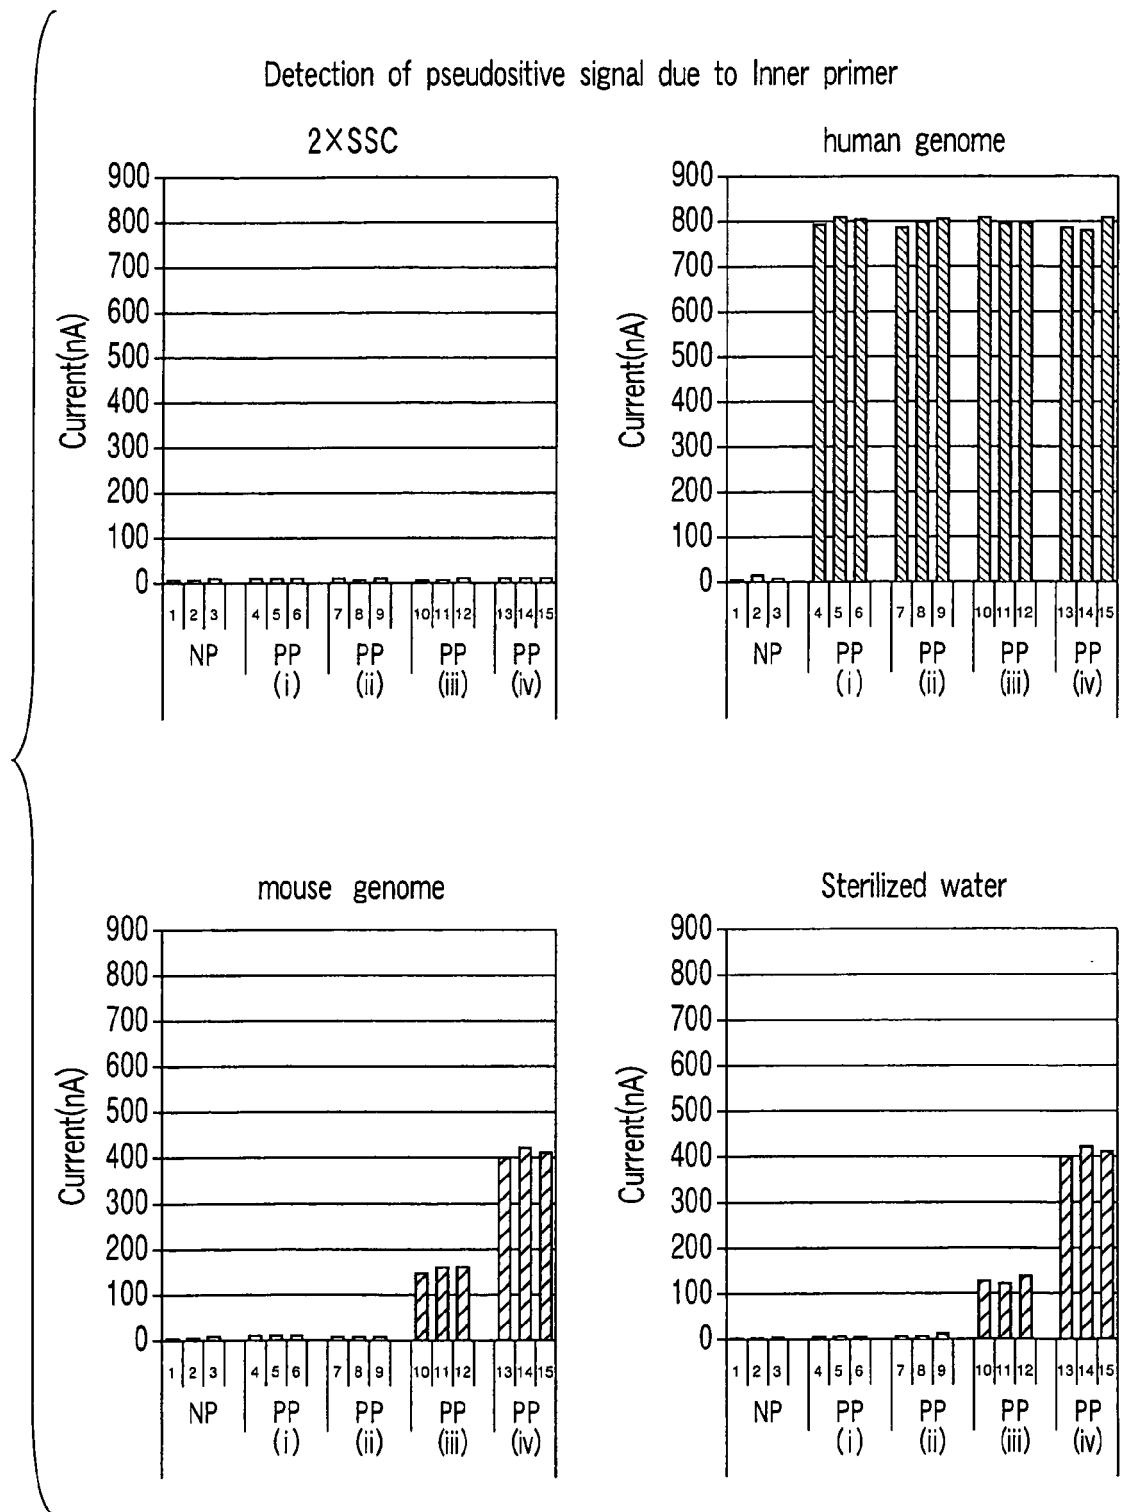 Detection of pseudositive signal due to Inner primer
2×SSC
900
800
700
600
500
400
300
200
100
0
Current(nA)
1 2 3 4 5 6 7 8 9 10 11 12 13 14 15
NP PP PP PP PP
(i) (ii) (iii) (iv)
human genome
900
800
700
600
500
400
300
200
100
0
Current(nA)
1 2 3 4 5 6 7 8 9 10 11 12 13 14 15
NP PP PP PP PP
(i) (ii) (iii) (iv)
mouse genome
900
800
700
600
500
400
300
200
100
0
Current(nA)
1 2 3 4 5 6 7 8 9 10 11 12 13 14 15
NP PP PP PP PP
(i) (ii) (iii) (iv)
Sterilized water
900
800
700
600
500
400
300
200
100
0
Current(nA)
1 2 3 4 5 6 7 8 9 10 11 12 13 14 15
NP PP PP PP PP
(i) (ii) (iii) (iv)